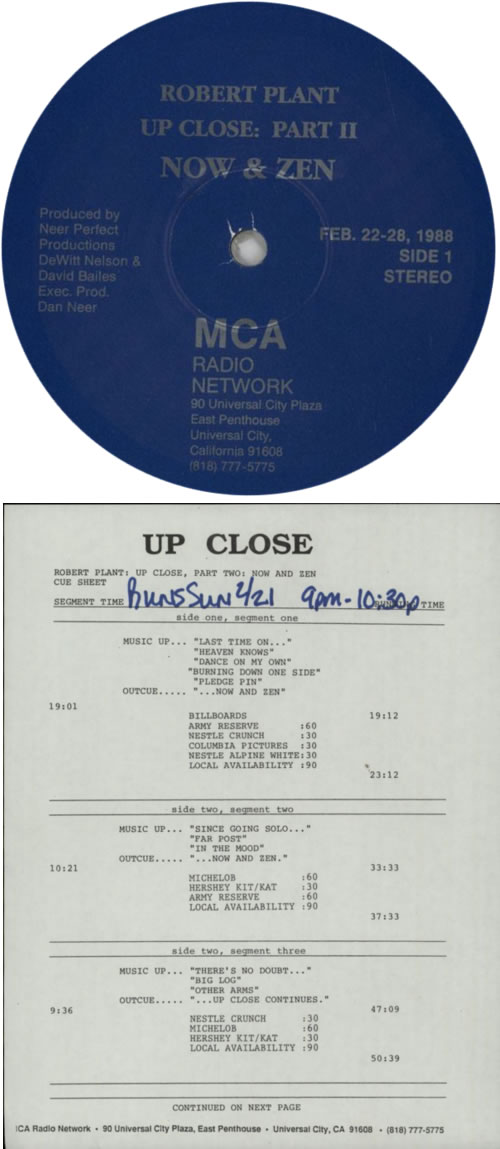 ROBERT PLANT
UP CLOSE: PART II
NOW & ZEN
Produced by
Neer Perfect
Productions
DeWitt Nelson &
David Bailes
Exec. Prod.
Dan Neer
FEB. 22-28, 1988
SIDE 1
STEREO
MCA
RADIO
NETWORK
90 Universal City Plaza
East Penthouse
Universal City,
California 91608
(818) 777-5775
UP CLOSE
ROBERT PLANT: UP CLOSE, PART TWO: NOW AND ZEN
CUE SHEET
SEGMENT TIME RUNS SUN 2/21 9pm-10:30p TIME
side one, segment one
MUSIC UP... "LAST TIME ON..."
"HEAVEN KNOWS"
"DANCE ON MY OWN"
"BURNING DOWN ONE SIDE"
"PLEDGE PIN"
OUTCUE..... "...NOW AND ZEN"
19:01
BILLBOARDS 19:12
ARMY RESERVE :60
NESTLE CRUNCH :30
COLUMBIA PICTURES :30
NESTLE ALPINE WHITE:30
LOCAL AVAILABILITY :90
23:12
side two, segment two
MUSIC UP... "SINCE GOING SOLO..."
"FAR POST"
"IN THE MOOD"
OUTCUE..... "...NOW AND ZEN."
10:21 33:33
MICHELOB :60
HERSHEY KIT/KAT :30
ARMY RESERVE :60
LOCAL AVAILABILITY :90
37:33
side two, segment three
MUSIC UP... "THERE'S NO DOUBT..."
"BIG LOG"
"OTHER ARMS"
OUTCUE..... "...UP CLOSE CONTINUES."
9:36 47:09
NESTLE CRUNCH :30
MICHELOB :60
HERSHEY KIT/KAT :30
LOCAL AVAILABILITY :90
50:39
CONTINUED ON NEXT PAGE
MCA Radio Network • 90 Universal City Plaza, East Penthouse • Universal City, CA 91608 • (818) 777-5775